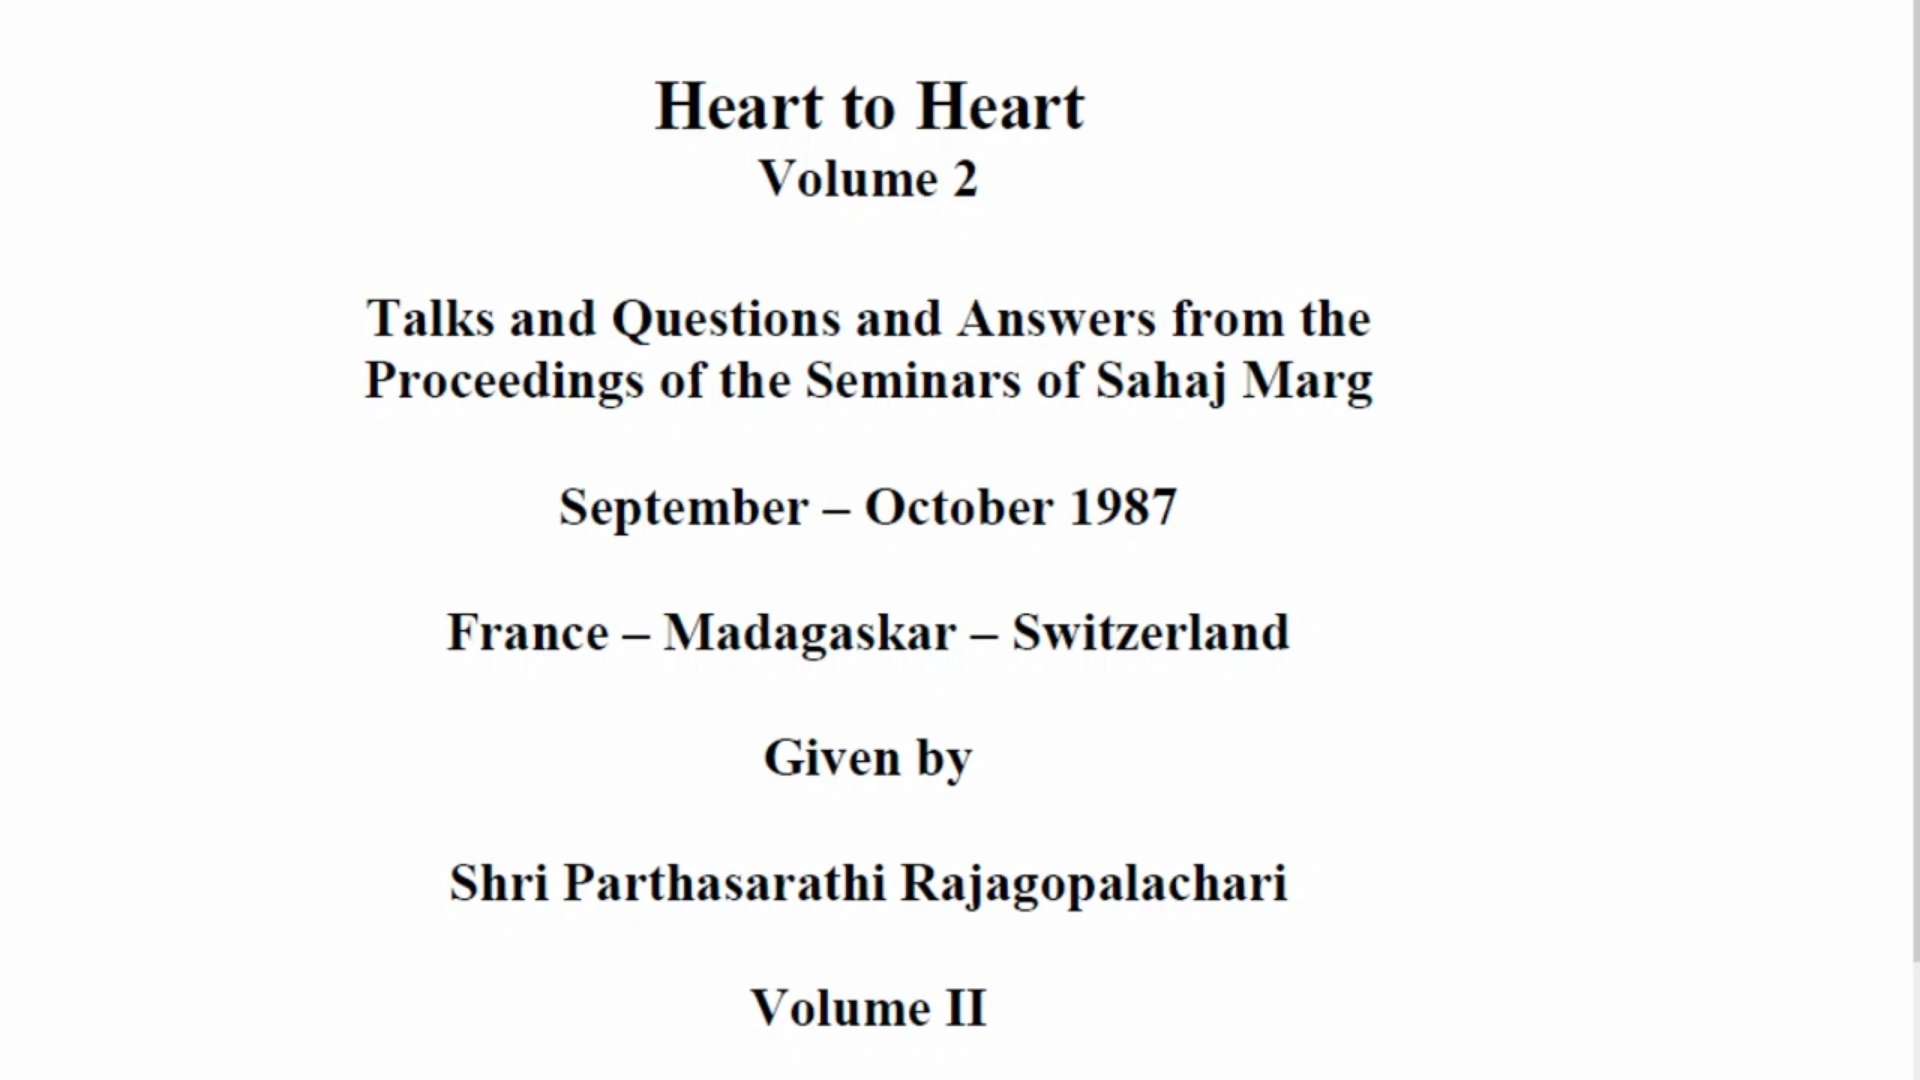 Heart to Heart
Volume 2
Talks and Questions and Answers from the
Proceedings of the Seminars of Sahaj Marg
September – October 1987
France – Madagaskar – Switzerland
Given by
Shri Parthasarathi Rajagopalachari
Volume II